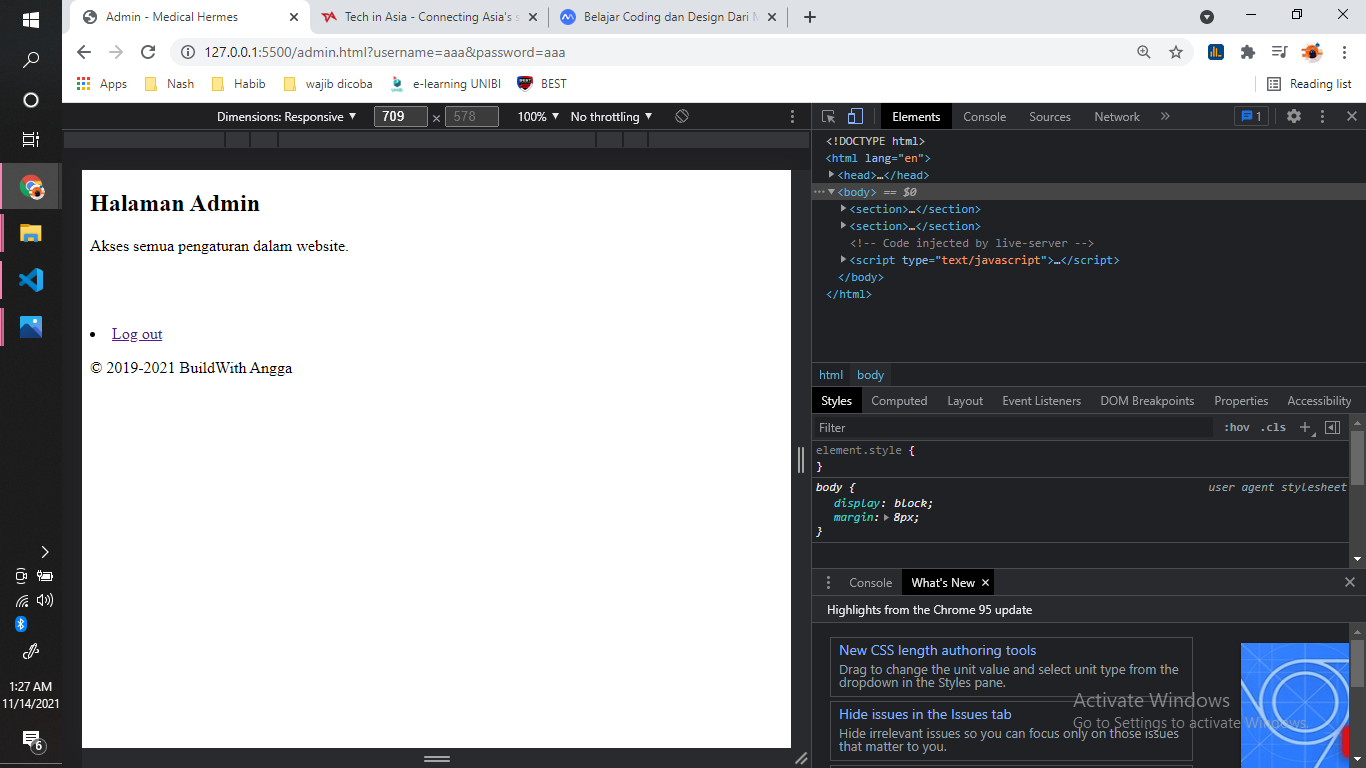 Admin - Medical Hermes
Tech in Asia - Connecting Asia's s
Belajar Coding dan Design Dari M
127.0.0.1:5500/admin.html?username=aaa&password=aaa
Apps Nash Habib wajib dicoba e-learning UNIBI BEST Reading list
Dimensions: Responsive ▼ 709 × 578 100% ▼ No throttling ▼
Elements Console Sources Network » 1
<!DOCTYPE html>
<html lang="en">
<head>…</head>
<body> == $0
<section>…</section>
<section>…</section>
<!-- Code injected by live-server -->
<script type="text/javascript">…</script>
</body>
</html>
html body
Styles Computed Layout Event Listeners DOM Breakpoints Properties Accessibility
Filter :hov .cls +
element.style {
}
body { user agent stylesheet
display: block;
margin: 8px;
}
Console What's New ×
Highlights from the Chrome 95 update
New CSS length authoring tools
Drag to change the unit value and select unit type from the
dropdown in the Styles pane.
Hide issues in the Issues tab
Hide irrelevant issues so you can focus only on those issues
that matter to you.
Activate Windows
Go to Settings to activate Windows.
Halaman Admin
Akses semua pengaturan dalam website.
• Log out
© 2019-2021 BuildWith Angga
1:27 AM
11/14/2021
6